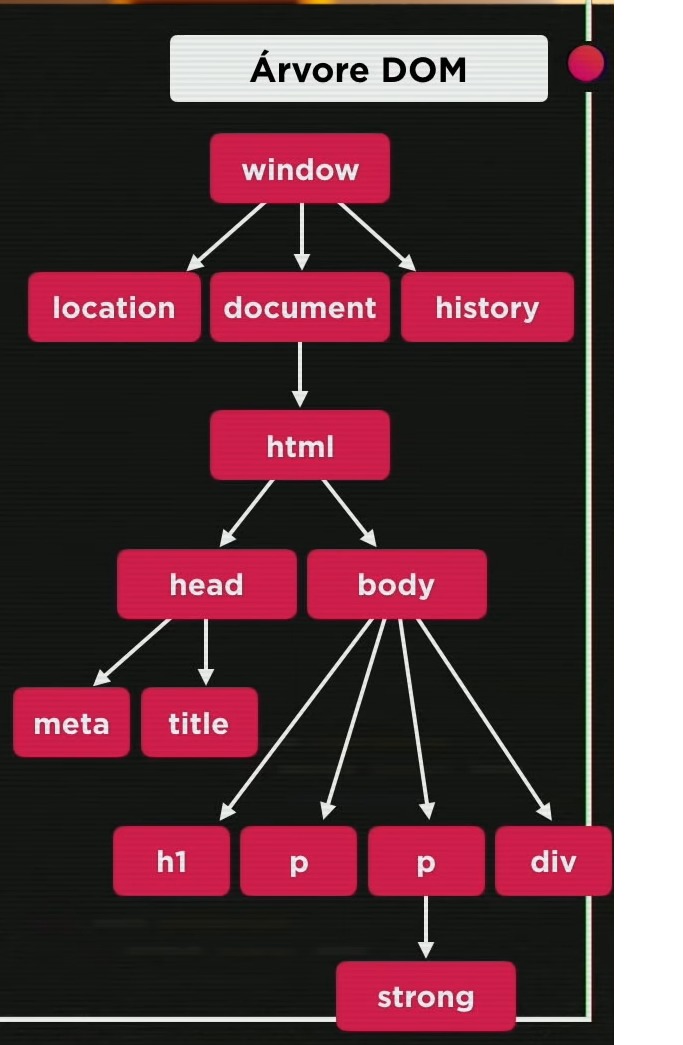 Árvore DOM
window
location
document
history
html
head
body
meta
title
h1
p
p
div
strong